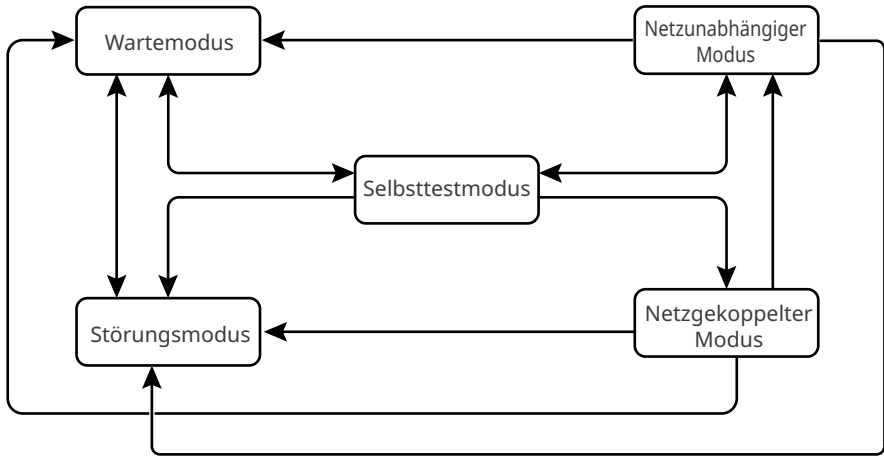 Wartemodus
Netzunabhängiger
Modus
Selbsttestmodus
Störungsmodus
Netzgekoppelter
Modus